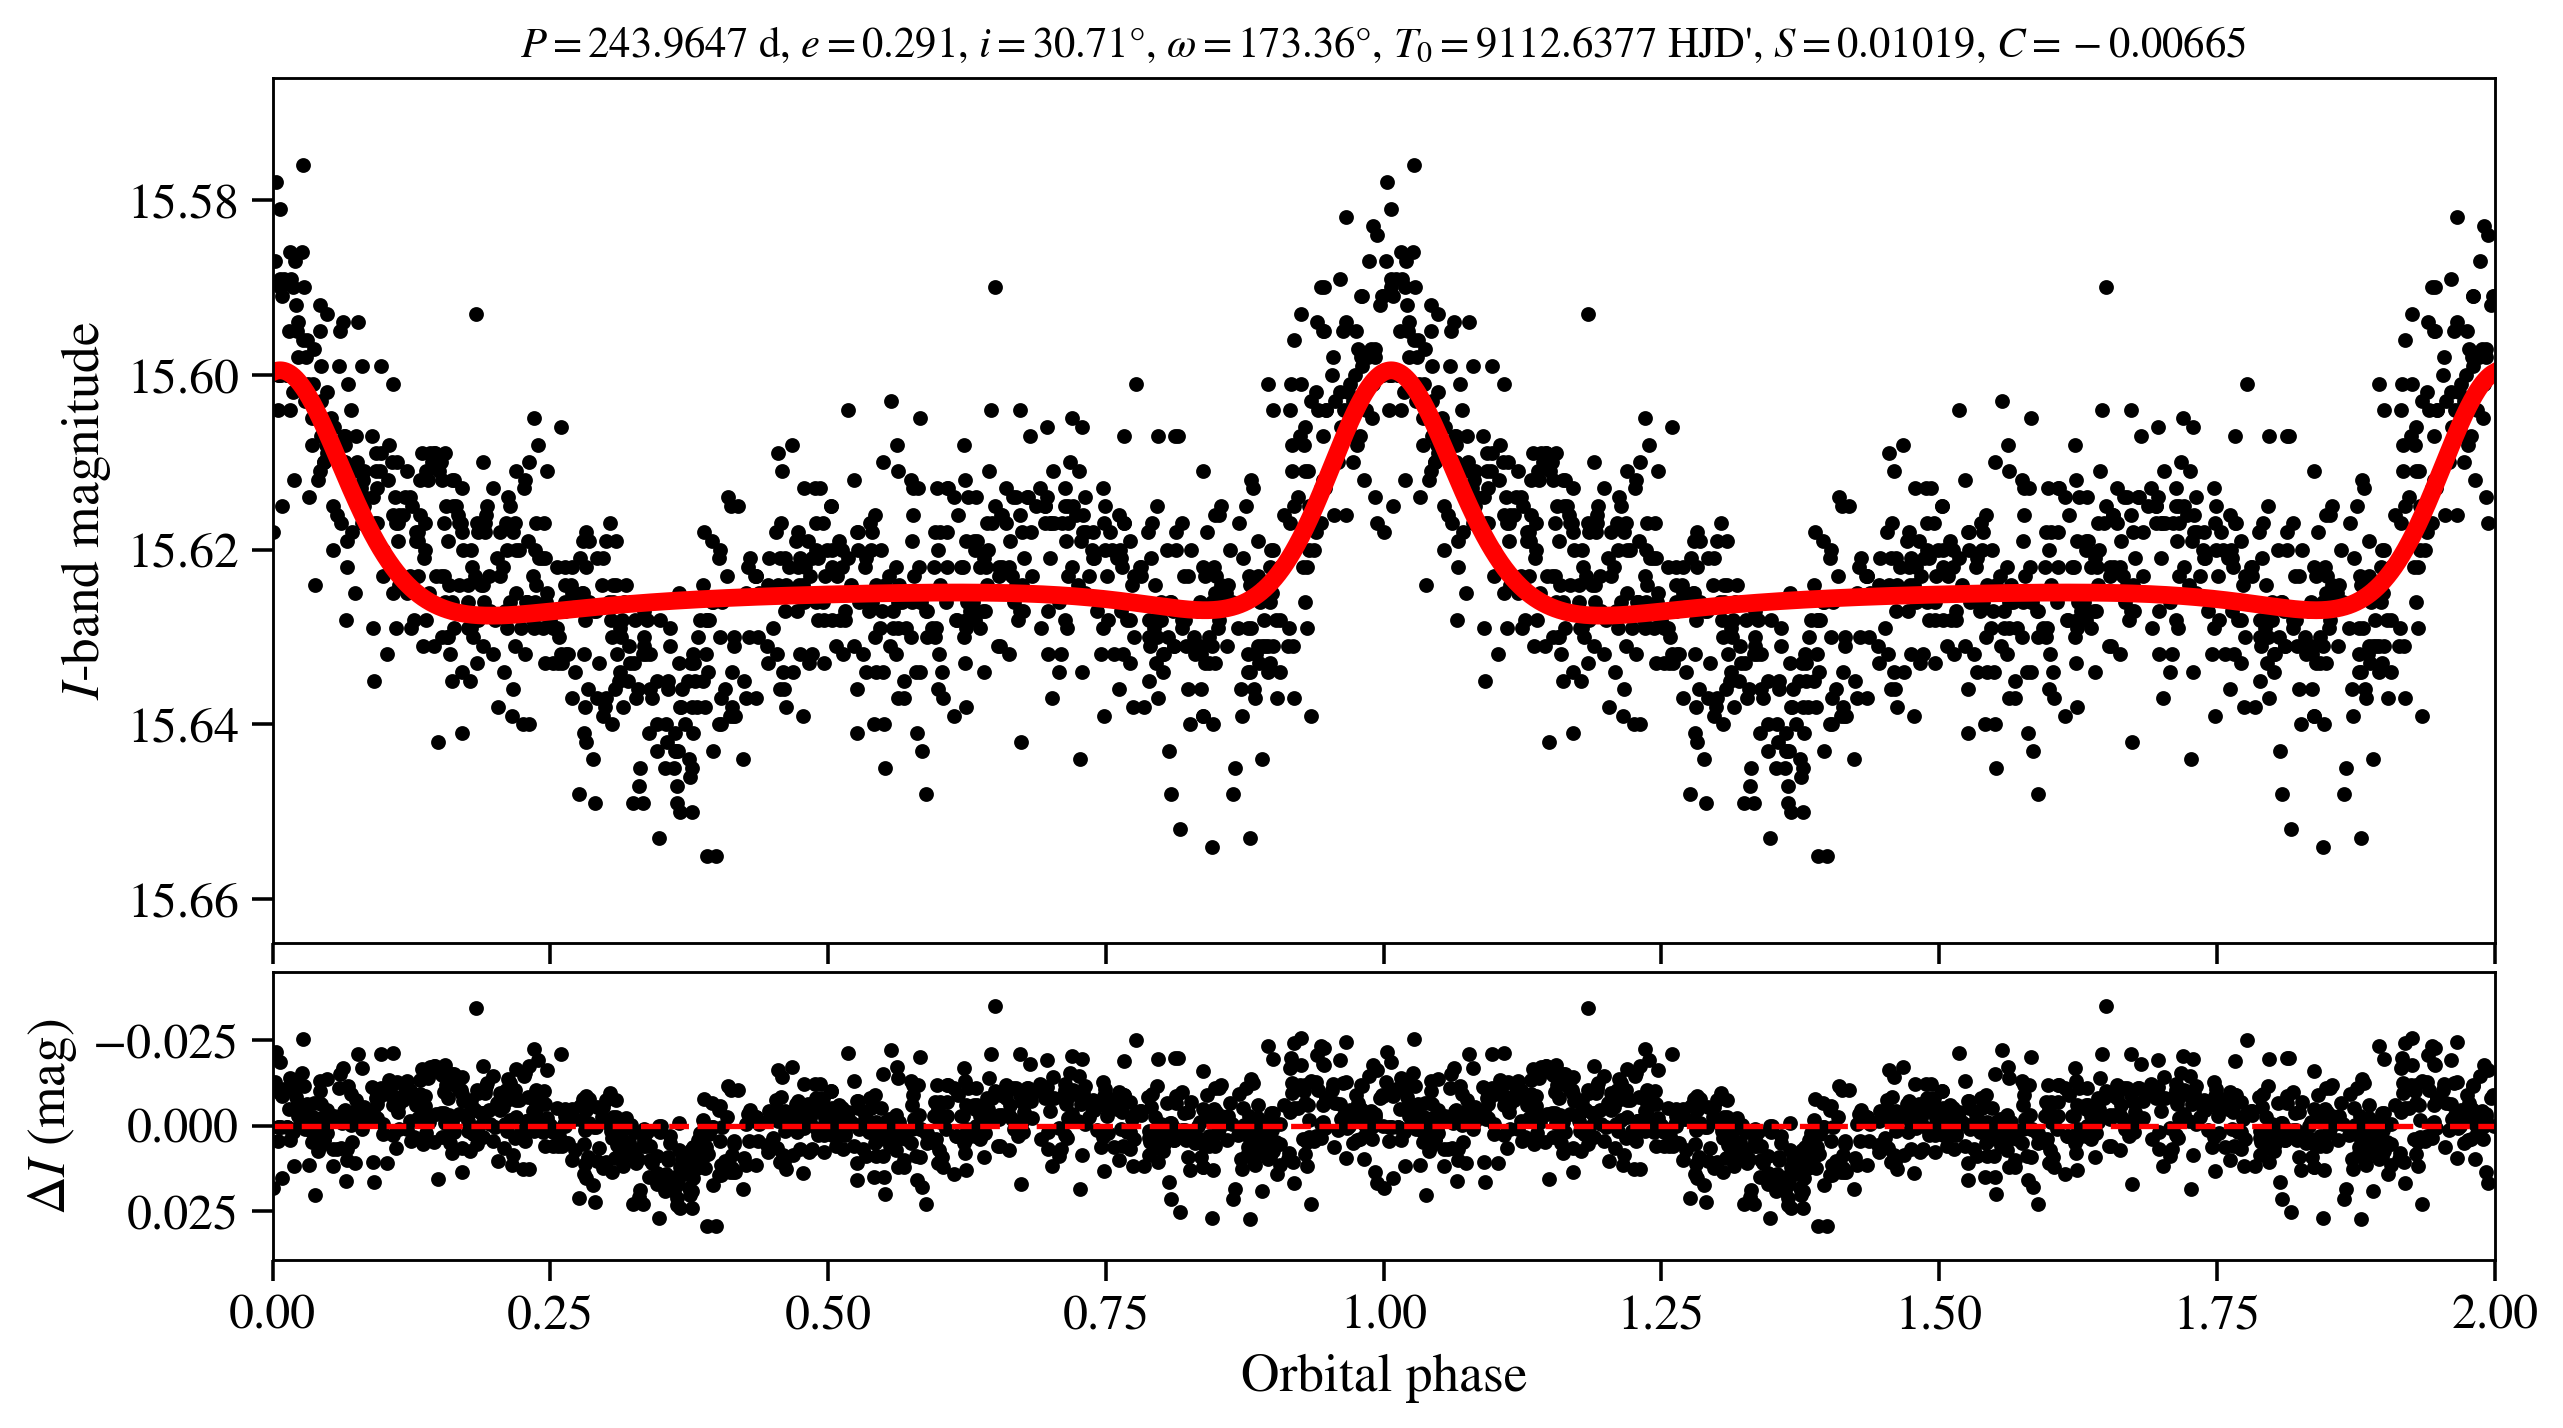 P = 243.9647 d, e = 0.291, i = 30.71°, ω = 173.36°, T₀ = 9112.6377 HJD', S = 0.01019, C = −0.00665
I-band magnitude
15.58
15.60
15.62
15.64
15.66
ΔI (mag)
−0.025
0.000
0.025
0.00 0.25 0.50 0.75 1.00 1.25 1.50 1.75 2.00
Orbital phase